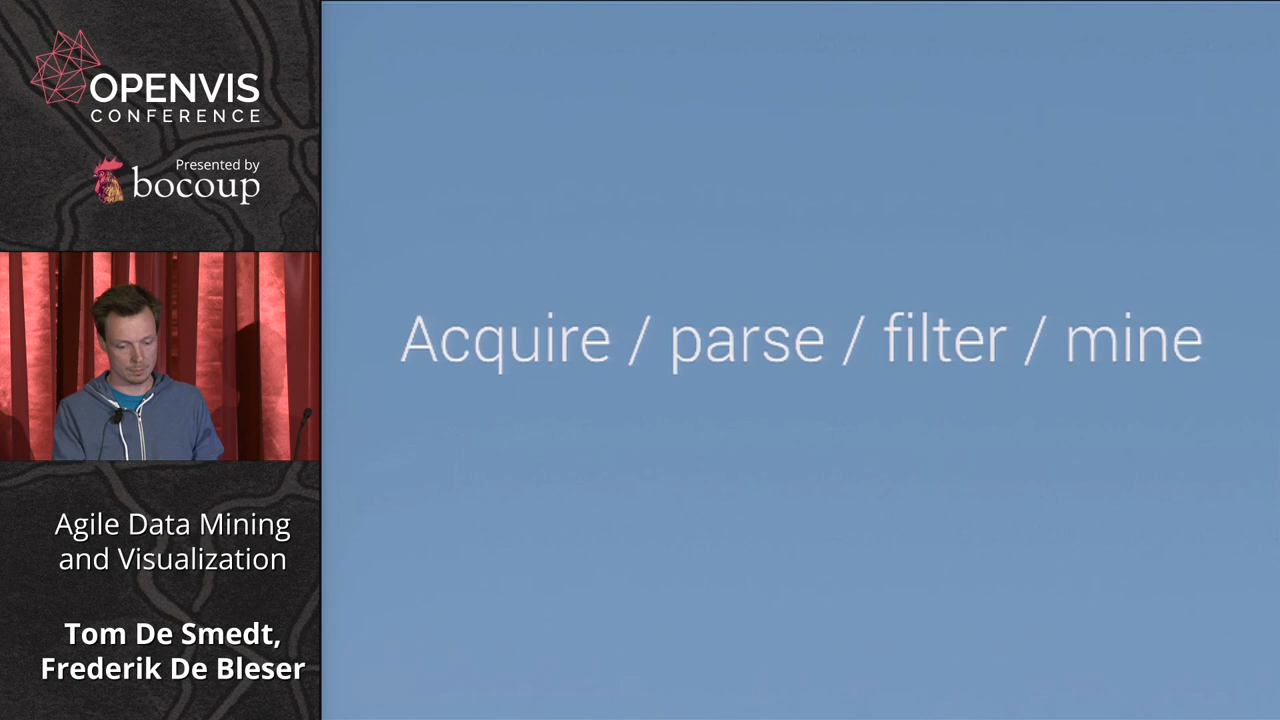 OPENVIS
CONFERENCE
Presented by
bocoup
Agile Data Mining
and Visualization
Tom De Smedt,
Frederik De Bleser
Acquire / parse / filter / mine